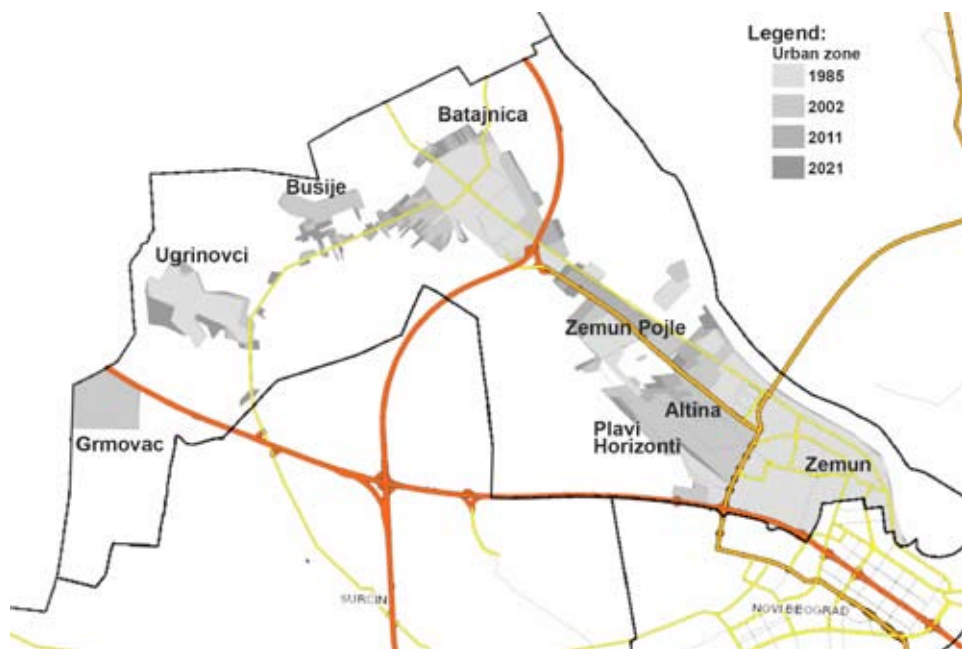 Legend:
Urban zone
1985
2002
2011
2021
Batajnica
Busije
Ugrinovci
Zemun Pojle
Altina
Plavi
Horizonti
Grmovac
Zemun
SURCIN
NOVI BEOGRAD